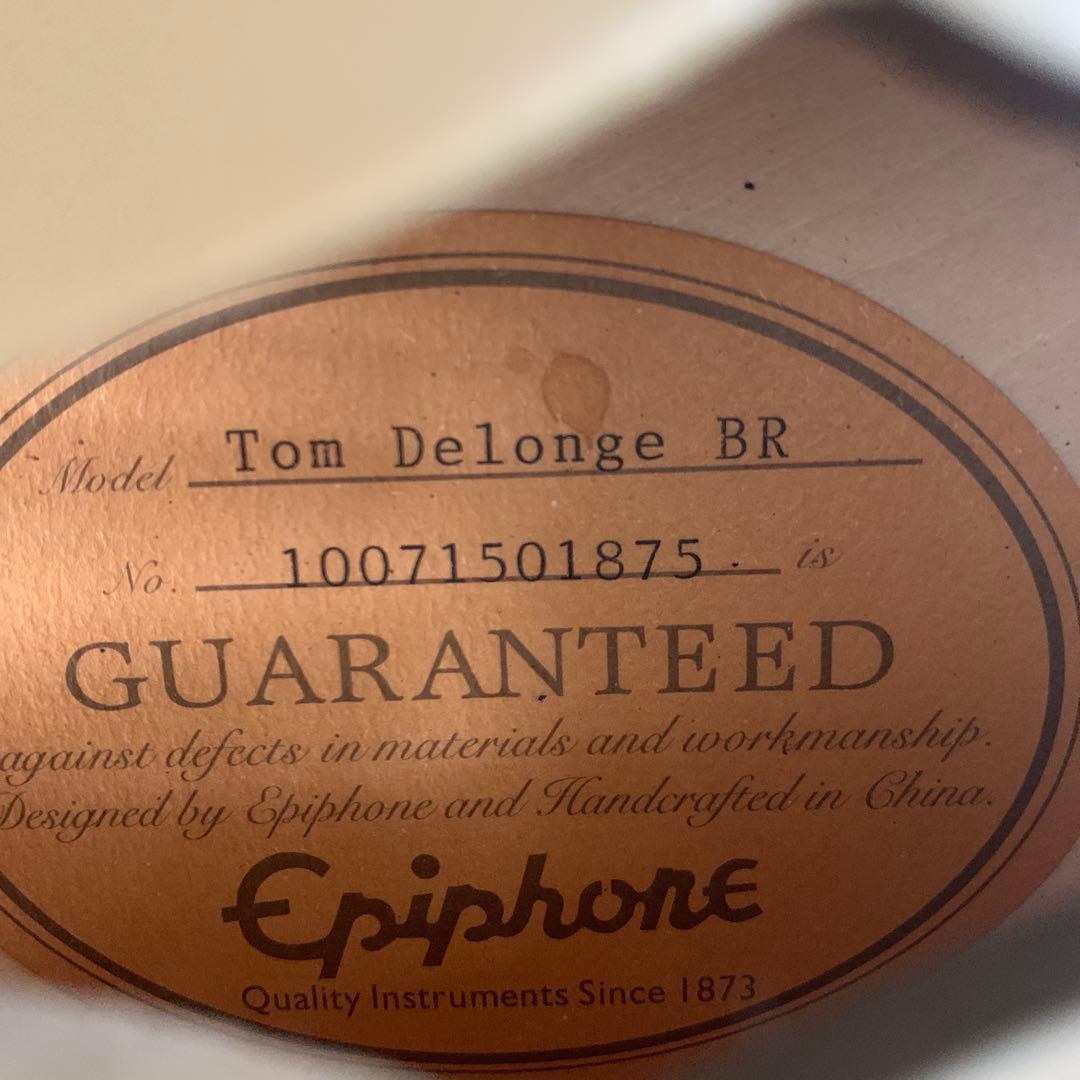 Model Tom Delonge BR
No. 10071501875. is
GUARANTEED
against defects in materials and workmanship.
Designed by Epiphone and Handcrafted in China.
Epiphone
Quality Instruments Since 1873